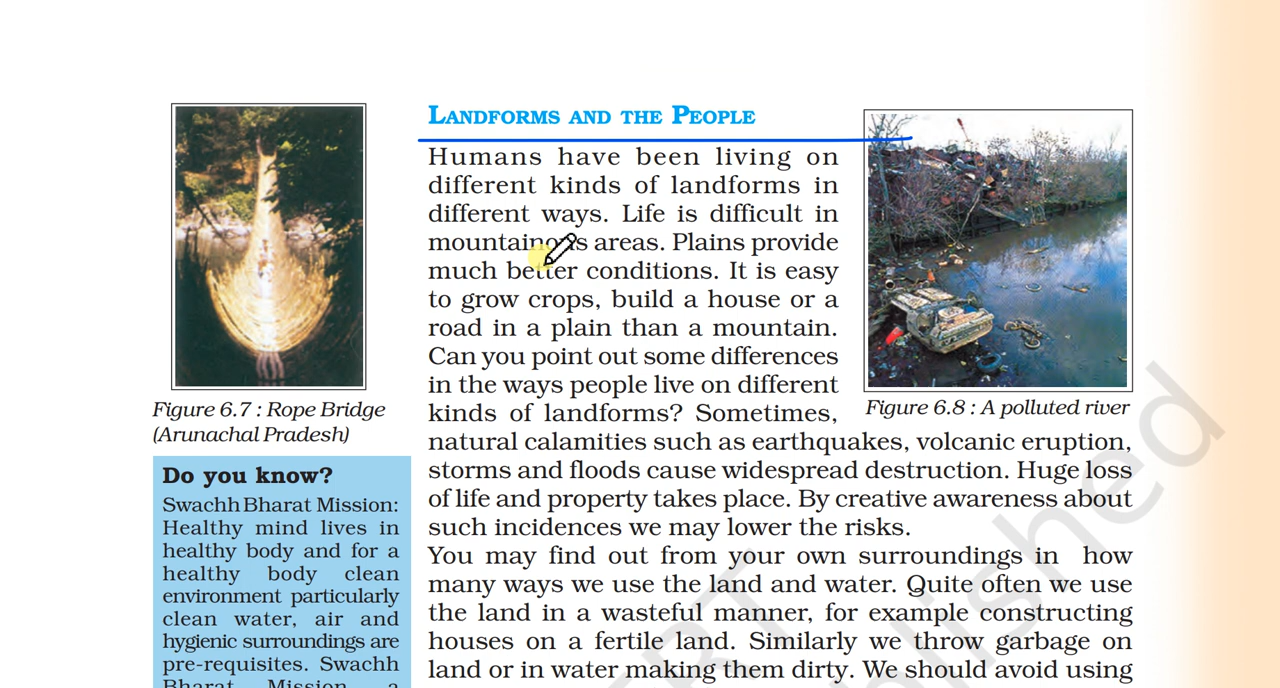 LANDFORMS AND THE PEOPLE
Humans have been living on
different kinds of landforms in
different ways. Life is difficult in
mountainous areas. Plains provide
much better conditions. It is easy
to grow crops, build a house or a
road in a plain than a mountain.
Can you point out some differences
in the ways people live on different
kinds of landforms? Sometimes,
natural calamities such as earthquakes, volcanic eruption,
storms and floods cause widespread destruction. Huge loss
of life and property takes place. By creative awareness about
such incidences we may lower the risks.
You may find out from your own surroundings in how
many ways we use the land and water. Quite often we use
the land in a wasteful manner, for example constructing
houses on a fertile land. Similarly we throw garbage on
land or in water making them dirty. We should avoid using
Figure 6.7 : Rope Bridge
(Arunachal Pradesh)
Figure 6.8 : A polluted river
Do you know?
Swachh Bharat Mission:
Healthy mind lives in
healthy body and for a
healthy body clean
environment particularly
clean water, air and
hygienic surroundings are
pre-requisites. Swachh
Bharat Mission, a